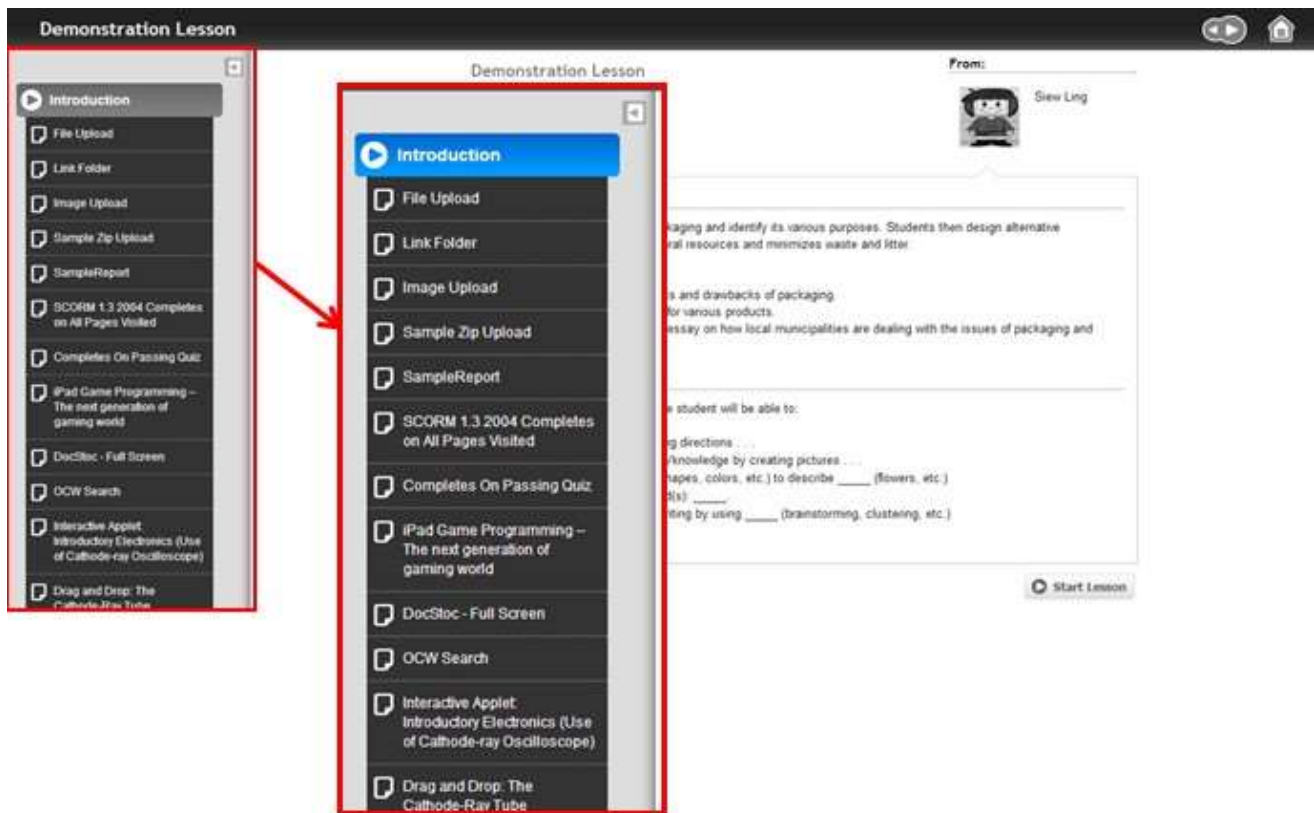 Demonstration Lesson
Introduction
File Upload
Link Folder
Image Upload
Sample Zip Upload
SampleReport
SCORM 1.3 2004 Completes
on All Pages Visited
Completes On Passing Quiz
iPad Game Programming –
The next generation of
gaming world
DocStoc - Full Screen
OCW Search
Interactive Applet:
Introductory Electronics (Use
of Cathode-ray Oscilloscope)
Drag and Drop: The
Cathode-Ray Tube
Introduction
File Upload
Link Folder
Image Upload
Sample Zip Upload
SampleReport
SCORM 1.3 2004 Completes
on All Pages Visited
Completes On Passing Quiz
iPad Game Programming –
The next generation of
gaming world
DocStoc - Full Screen
OCW Search
Interactive Applet:
Introductory Electronics (Use
of Cathode-ray Oscilloscope)
Drag and Drop: The
Cathode-Ray Tube
Demonstration Lesson
From:
Siew Ling
and identify its various purposes. Students then design alternative
resources and minimizes waste and litter.
and drawbacks of packaging.
for various products.
essay on how local municipalities are dealing with the issues of packaging and
student will be able to:
directions . . .
/knowledge by creating pictures . . .
colors, etc.) to describe _____ (flowers, etc.)
_____
by using _____ (brainstorming, clustering, etc.)
Start Lesson